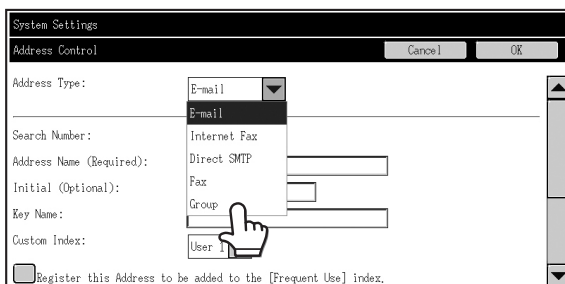 System Settings
Address Control Cancel OK
Address Type: E-mail
E-mail
Internet Fax
Direct SMTP
Fax
Group
Search Number:
Address Name (Required):
Initial (Optional):
Key Name:
Custom Index: User 1
Register this Address to be added to the [Frequent Use] index.